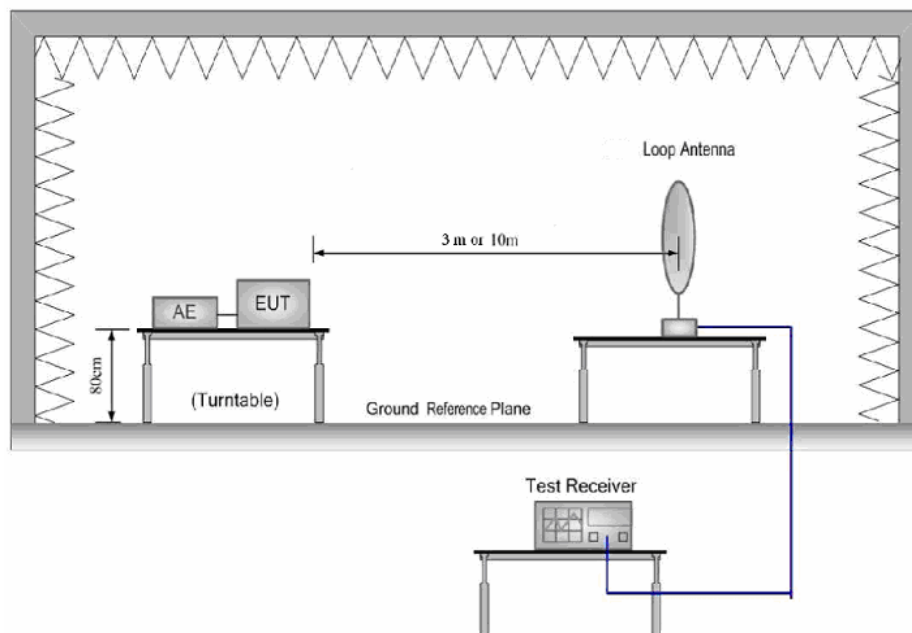 Loop Antenna
3 m or 10m
AE
EUT
80cm
(Turntable)
Ground Reference Plane
Test Receiver